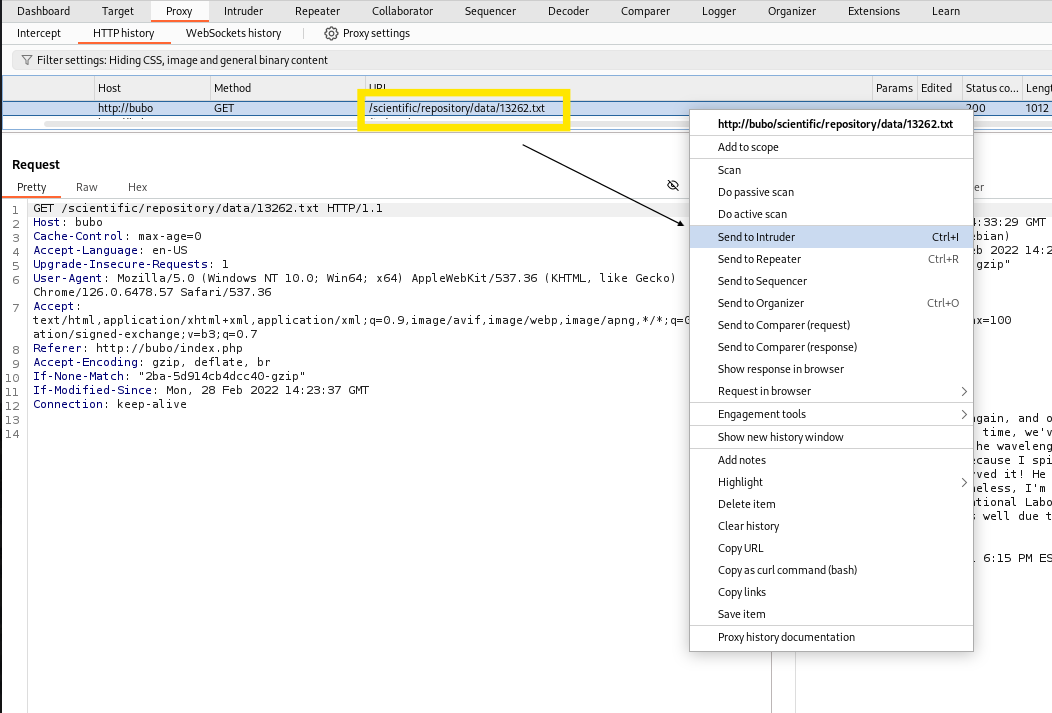 Dashboard Target Proxy Intruder Repeater Collaborator Sequencer Decoder Comparer Logger Organizer Extensions Learn
Intercept HTTP history WebSockets history Proxy settings
Filter settings: Hiding CSS, image and general binary content
Host Method URL Params Edited Status co...
http://bubo GET /scientific/repository/data/13262.txt 200 1012
Request
Pretty Raw Hex
1 GET /scientific/repository/data/13262.txt HTTP/1.1
2 Host: bubo
3 Cache-Control: max-age=0
4 Accept-Language: en-US
5 Upgrade-Insecure-Requests: 1
6 User-Agent: Mozilla/5.0 (Windows NT 10.0; Win64; x64) AppleWebKit/537.36 (KHTML, like Gecko)
Chrome/126.0.6478.57 Safari/537.36
7 Accept:
text/html,application/xhtml+xml,application/xml;q=0.9,image/avif,image/webp,image/apng,*/*;q=
ation/signed-exchange;v=b3;q=0.7
8 Referer: http://bubo/index.php
9 Accept-Encoding: gzip, deflate, br
10 If-None-Match: "2ba-5d914cb4dcc40-gzip"
11 If-Modified-Since: Mon, 28 Feb 2022 14:23:37 GMT
12 Connection: keep-alive
13
14
http://bubo/scientific/repository/data/13262.txt
Add to scope
Scan
Do passive scan
Do active scan
Send to Intruder Ctrl+I
Send to Repeater Ctrl+R
Send to Sequencer
Send to Organizer Ctrl+O
Send to Comparer (request)
Send to Comparer (response)
Show response in browser
Request in browser
Engagement tools
Show new history window
Add notes
Highlight
Delete item
Clear history
Copy URL
Copy as curl command (bash)
Copy links
Save item
Proxy history documentation
:33:29 GMT
bian)
b 2022 14:2
gzip"
ax=100
again, and o
time, we'v
he waveleng
ecause I spi
ved it! He
eless, I'm
ational Labo
s well due t
6:15 PM ES